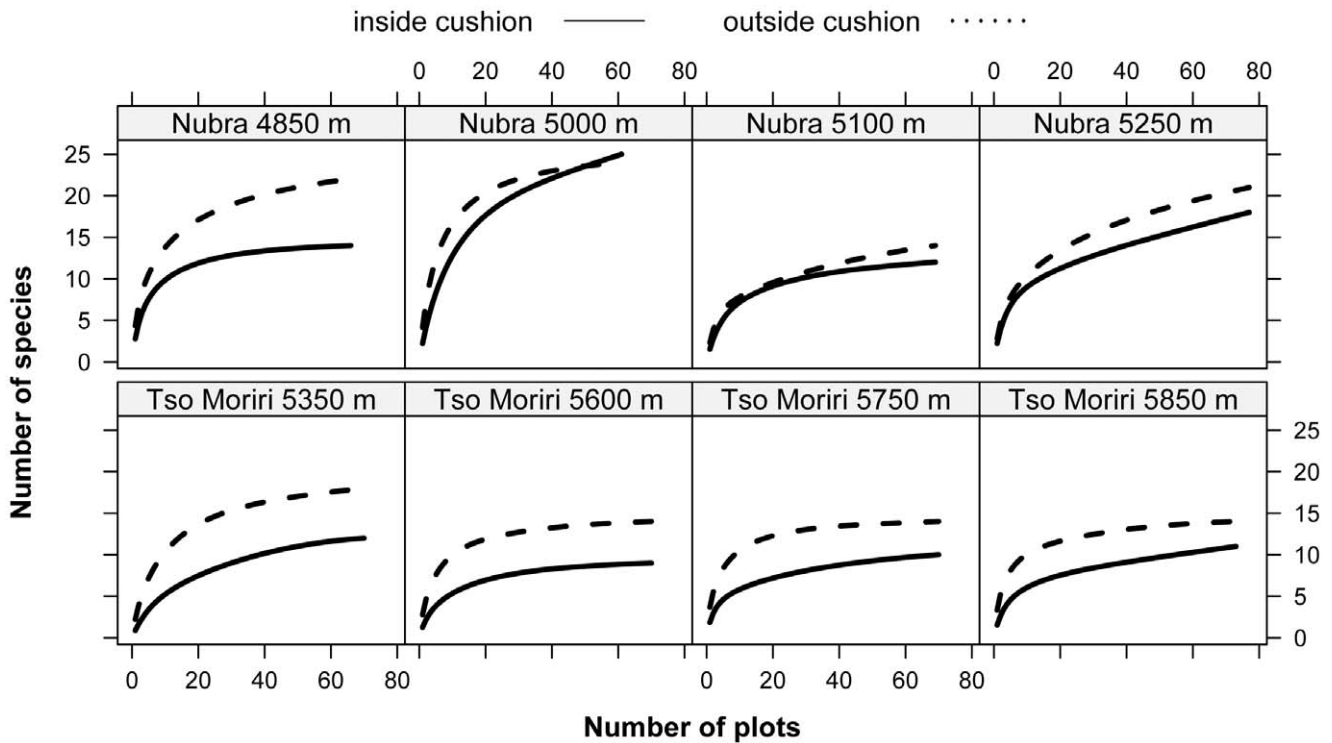 inside cushion outside cushion
0 20 40 60 80 0 20 40 60 80
Nubra 4850 m Nubra 5000 m Nubra 5100 m Nubra 5250 m
25
20
15
10
5
0
Number of species
Tso Moriri 5350 m Tso Moriri 5600 m Tso Moriri 5750 m Tso Moriri 5850 m
25
20
15
10
5
0
0 20 40 60 80 0 20 40 60 80
Number of plots